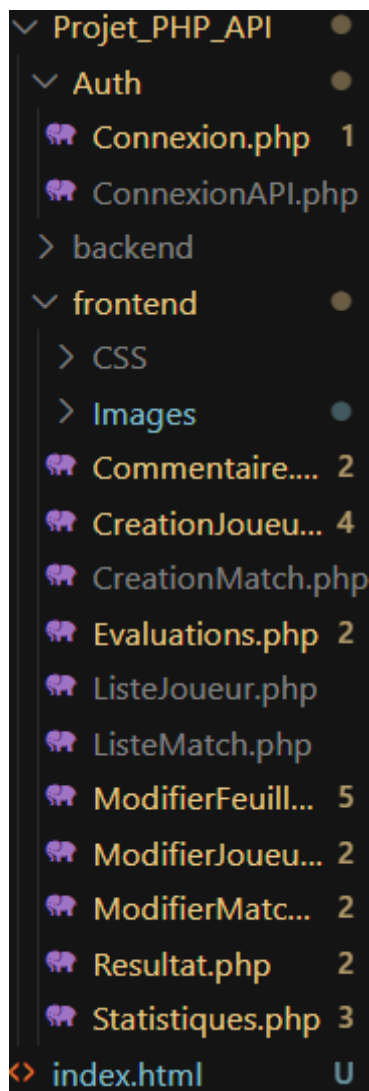 Projet_PHP_API
Auth
Connexion.php 1
ConnexionAPI.php
backend
frontend
CSS
Images
Commentaire.... 2
CreationJoueu... 4
CreationMatch.php
Evaluations.php 2
ListeJoueur.php
ListeMatch.php
ModifierFeuill... 5
ModifierJoueu... 2
ModifierMatc... 2
Resultat.php 2
Statistiques.php 3
index.html U